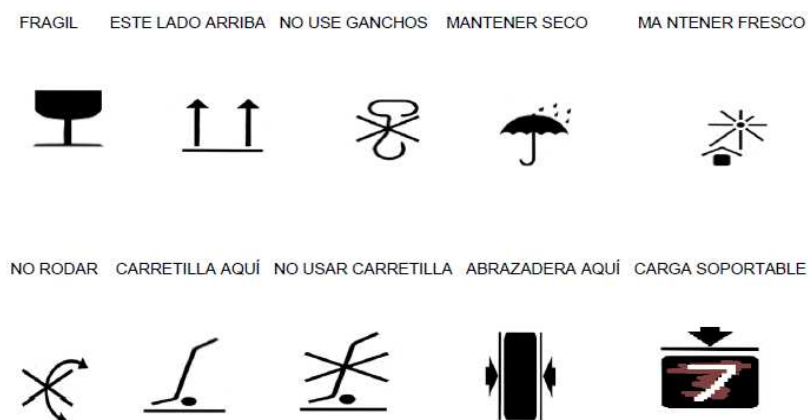 FRAGIL ESTE LADO ARRIBA NO USE GANCHOS MANTENER SECO MA NTENER FRESCO
NO RODAR CARRETILLA AQUÍ NO USAR CARRETILLA ABRAZADERA AQUÍ CARGA SOPORTABLE
7